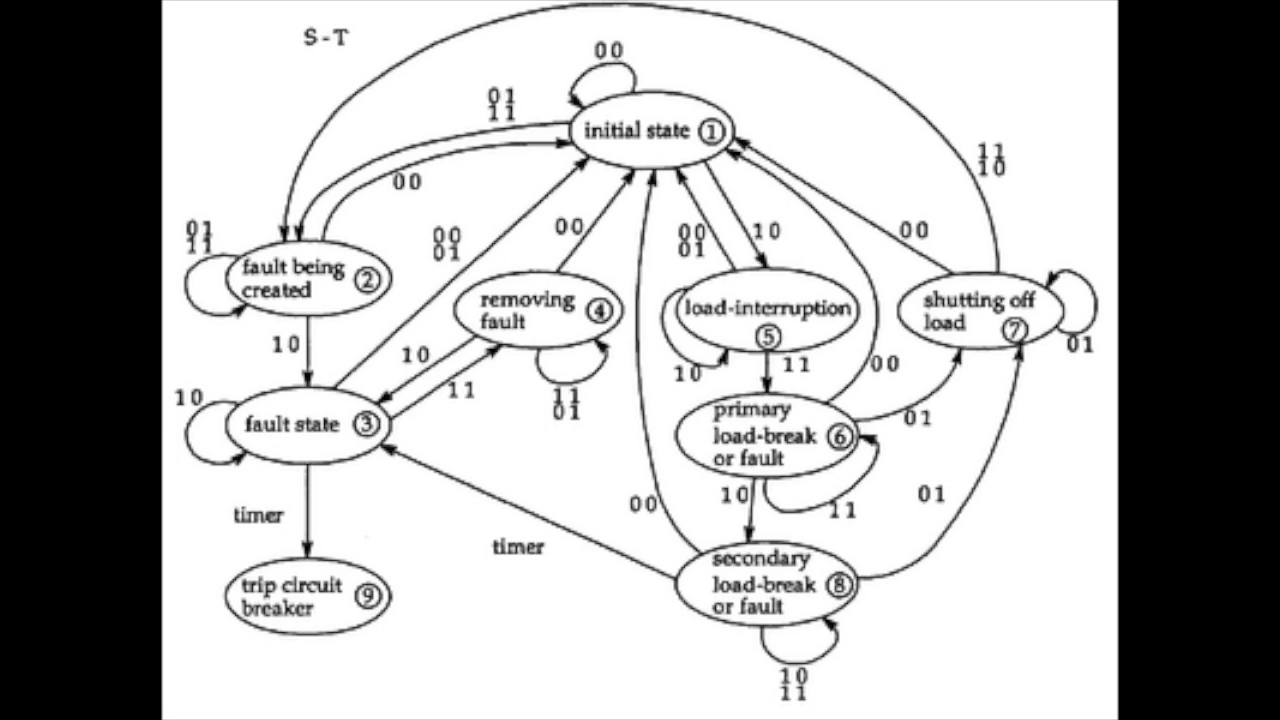 S-T
00
01
11
initial state 1
00
11
10
01
11
fault being
created 2
00
01
00
00
01
10
00
removing
fault 4
load-interruption
5
shutting off
load 7
01
10
10
11
11
01
10
11
00
10
fault state 3
primary
load-break 6
or fault
01
10
11
01
00
timer
timer
secondary
load-break 8
or fault
trip circuit
breaker 9
10
11